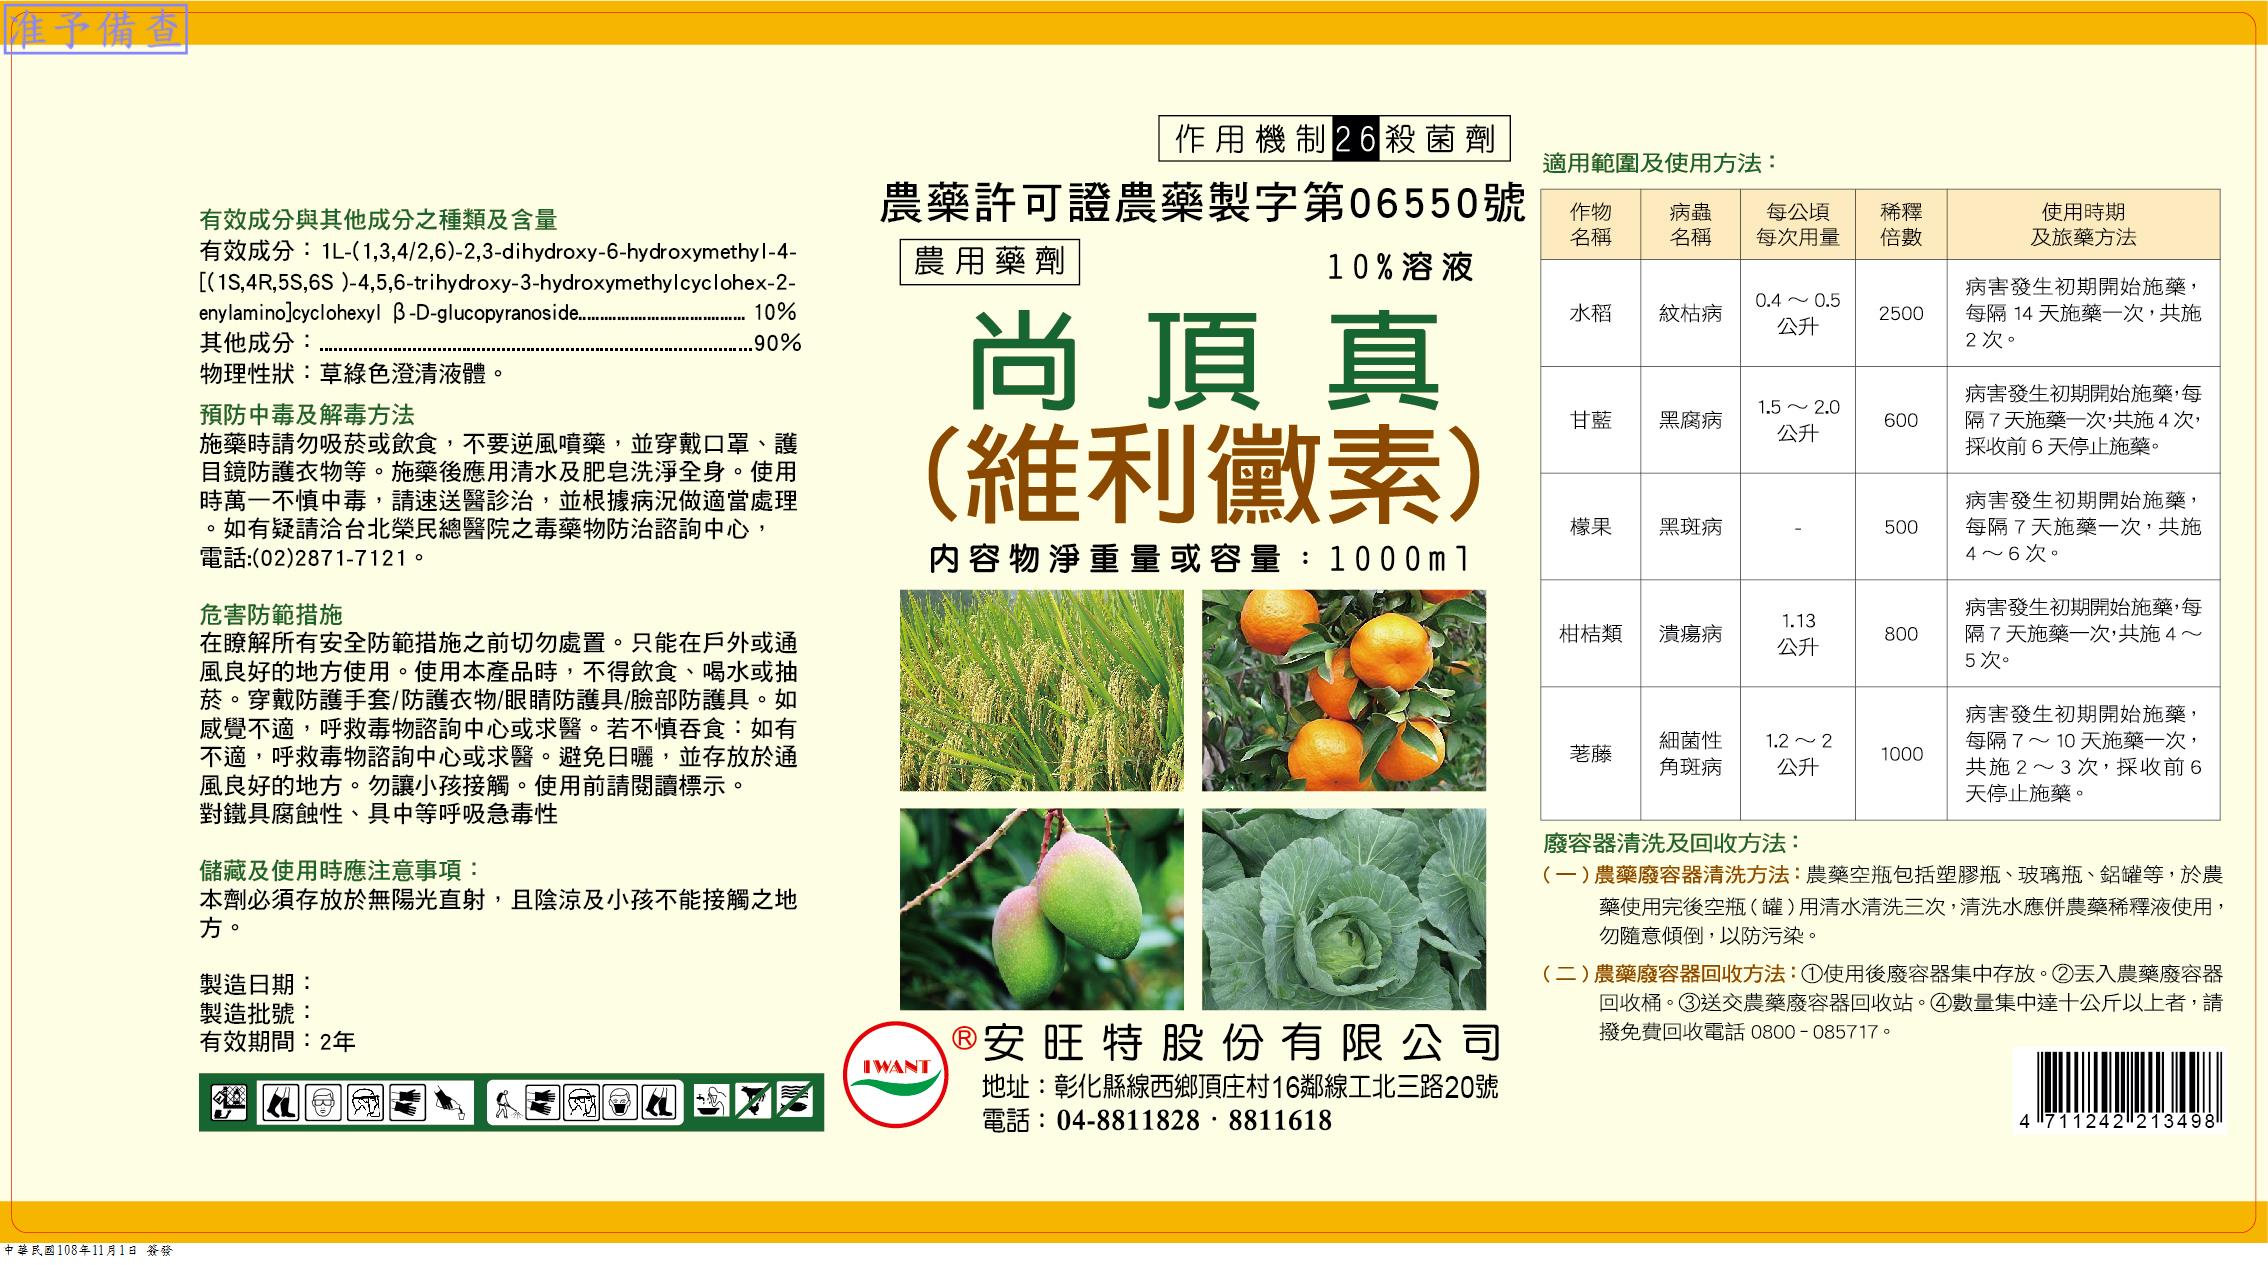 准予備查
有效成分與其他成分之種類及含量
有效成分：1L-(1,3,4/2,6)-2,3-dihydroxy-6-hydroxymethyl-4-
[(1S,4R,5S,6S )-4,5,6-trihydroxy-3-hydroxymethylcyclohex-2-
enylamino]cyclohexyl β-D-glucopyranoside....................................... 10%
其他成分：..................................................................................90%
物理性狀：草綠色澄清液體。
預防中毒及解毒方法
施藥時請勿吸菸或飲食，不要逆風噴藥，並穿戴口罩、護
目鏡防護衣物等。施藥後應用清水及肥皂洗淨全身。使用
時萬一不慎中毒，請速送醫診治，並根據病況做適當處理
。如有疑請洽台北榮民總醫院之毒藥物防治諮詢中心，
電話:(02)2871-7121。
危害防範措施
在瞭解所有安全防範措施之前切勿處置。只能在戶外或通
風良好的地方使用。使用本產品時，不得飲食、喝水或抽
菸。穿戴防護手套/防護衣物/眼睛防護具/臉部防護具。如
感覺不適，呼救毒物諮詢中心或求醫。若不慎吞食：如有
不適，呼救毒物諮詢中心或求醫。避免日曬，並存放於通
風良好的地方。勿讓小孩接觸。使用前請閱讀標示。
對鐵具腐蝕性、具中等呼吸急毒性
儲藏及使用時應注意事項：
本劑必須存放於無陽光直射，且陰涼及小孩不能接觸之地
方。
製造日期：
製造批號：
有效期間：2年
作用機制26殺菌劑
農藥許可證農藥製字第06550號
農用藥劑
10%溶液
尚頂真
(維利黴素)
內容物淨重量或容量：1000ml
IWANT
®安旺特股份有限公司
地址：彰化縣線西鄉頂庄村16鄰線工北三路20號
電話：04-8811828．8811618
適用範圍及使用方法：
作物 病蟲 每公頃 稀釋 使用時期
名稱 名稱 每次用量 倍數 及旅藥方法
水稻 紋枯病 0.4～0.5 公升 2500 病害發生初期開始施藥，
每隔 14 天施藥一次，共施
2 次。
甘藍 黑腐病 1.5～2.0 公升 600 病害發生初期開始施藥，每
隔 7 天施藥一次，共施 4 次，
採收前 6 天停止施藥。
檬果 黑斑病 - 500 病害發生初期開始施藥，
每隔 7 天施藥一次，共施
4～6 次。
柑桔類 潰瘍病 1.13 公升 800 病害發生初期開始施藥，每
隔 7 天施藥一次，共施 4～
5 次。
荖藤 細菌性角斑病 1.2～2 公升 1000 病害發生初期開始施藥，
每隔 7～10 天施藥一次，
共施 2～3 次，採收前 6
天停止施藥。
廢容器清洗及回收方法：
(一)農藥廢容器清洗方法：農藥空瓶包括塑膠瓶、玻璃瓶、鋁罐等，於農
藥使用完後空瓶(罐)用清水清洗三次，清洗水應併農藥稀釋液使用，
勿隨意傾倒，以防污染。
(二)農藥廢容器回收方法：①使用後廢容器集中存放。②丟入農藥廢容器
回收桶。③送交農藥廢容器回收站。④數量集中達十公斤以上者，請
撥免費回收電話 0800－085717。
4 711242 213498
中華民國108年11月1日 簽發